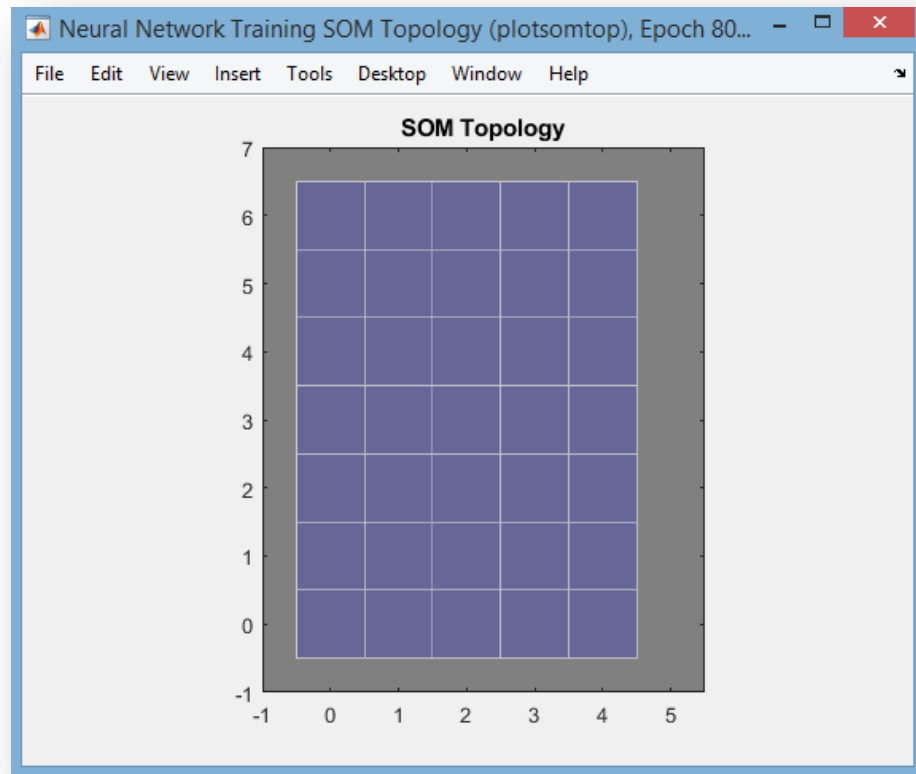 Neural Network Training SOM Topology (plotsomtop), Epoch 80...
File Edit View Insert Tools Desktop Window Help
SOM Topology
7
6
5
4
3
2
1
0
-1
-1 0 1 2 3 4 5